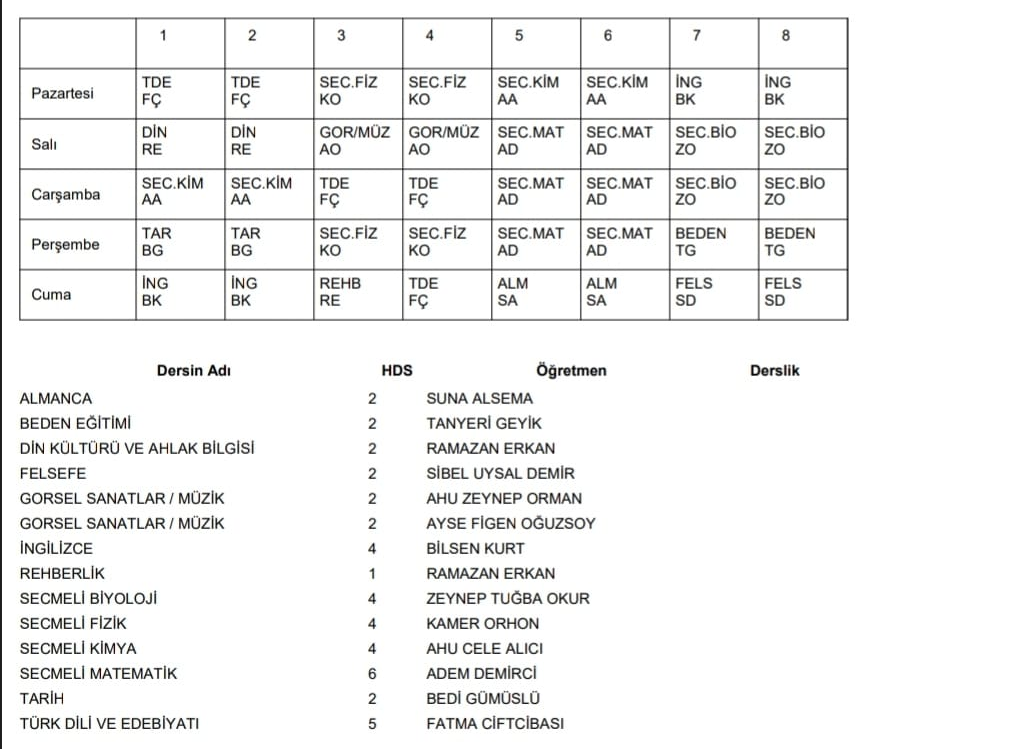 1 2 3 4 5 6 7 8
Pazartesi TDE TDE SEC.FİZ SEC.FİZ SEC.KİM SEC.KİM İNG İNG
FÇ FÇ KO KO AA AA BK BK
Salı DİN DİN GOR/MÜZ GOR/MÜZ SEC.MAT SEC.MAT SEC.BİO SEC.BİO
RE RE AO AO AD AD ZO ZO
Carşamba SEC.KİM SEC.KİM TDE TDE SEC.MAT SEC.MAT SEC.BİO SEC.BİO
AA AA FÇ FÇ AD AD ZO ZO
Perşembe TAR TAR SEC.FİZ SEC.FİZ SEC.MAT SEC.MAT BEDEN BEDEN
BG BG KO KO AD AD TG TG
Cuma İNG İNG REHB TDE ALM ALM FELS FELS
BK BK RE FÇ SA SA SD SD
Dersin Adı HDS Öğretmen Derslik
ALMANCA 2 SUNA ALSEMA
BEDEN EĞİTİMİ 2 TANYERİ GEYİK
DİN KÜLTÜRÜ VE AHLAK BİLGİSİ 2 RAMAZAN ERKAN
FELSEFE 2 SİBEL UYSAL DEMİR
GORSEL SANATLAR / MÜZİK 2 AHU ZEYNEP ORMAN
GORSEL SANATLAR / MÜZİK 2 AYSE FİGEN OĞUZSOY
İNGİLİZCE 4 BİLSEN KURT
REHBERLİK 1 RAMAZAN ERKAN
SECMELİ BİYOLOJİ 4 ZEYNEP TUĞBA OKUR
SECMELİ FİZİK 4 KAMER ORHON
SECMELİ KİMYA 4 AHU CELE ALICI
SECMELİ MATEMATİK 6 ADEM DEMİRCİ
TARİH 2 BEDİ GÜMÜSLÜ
TÜRK DİLİ VE EDEBİYATI 5 FATMA CİFTCİBASI